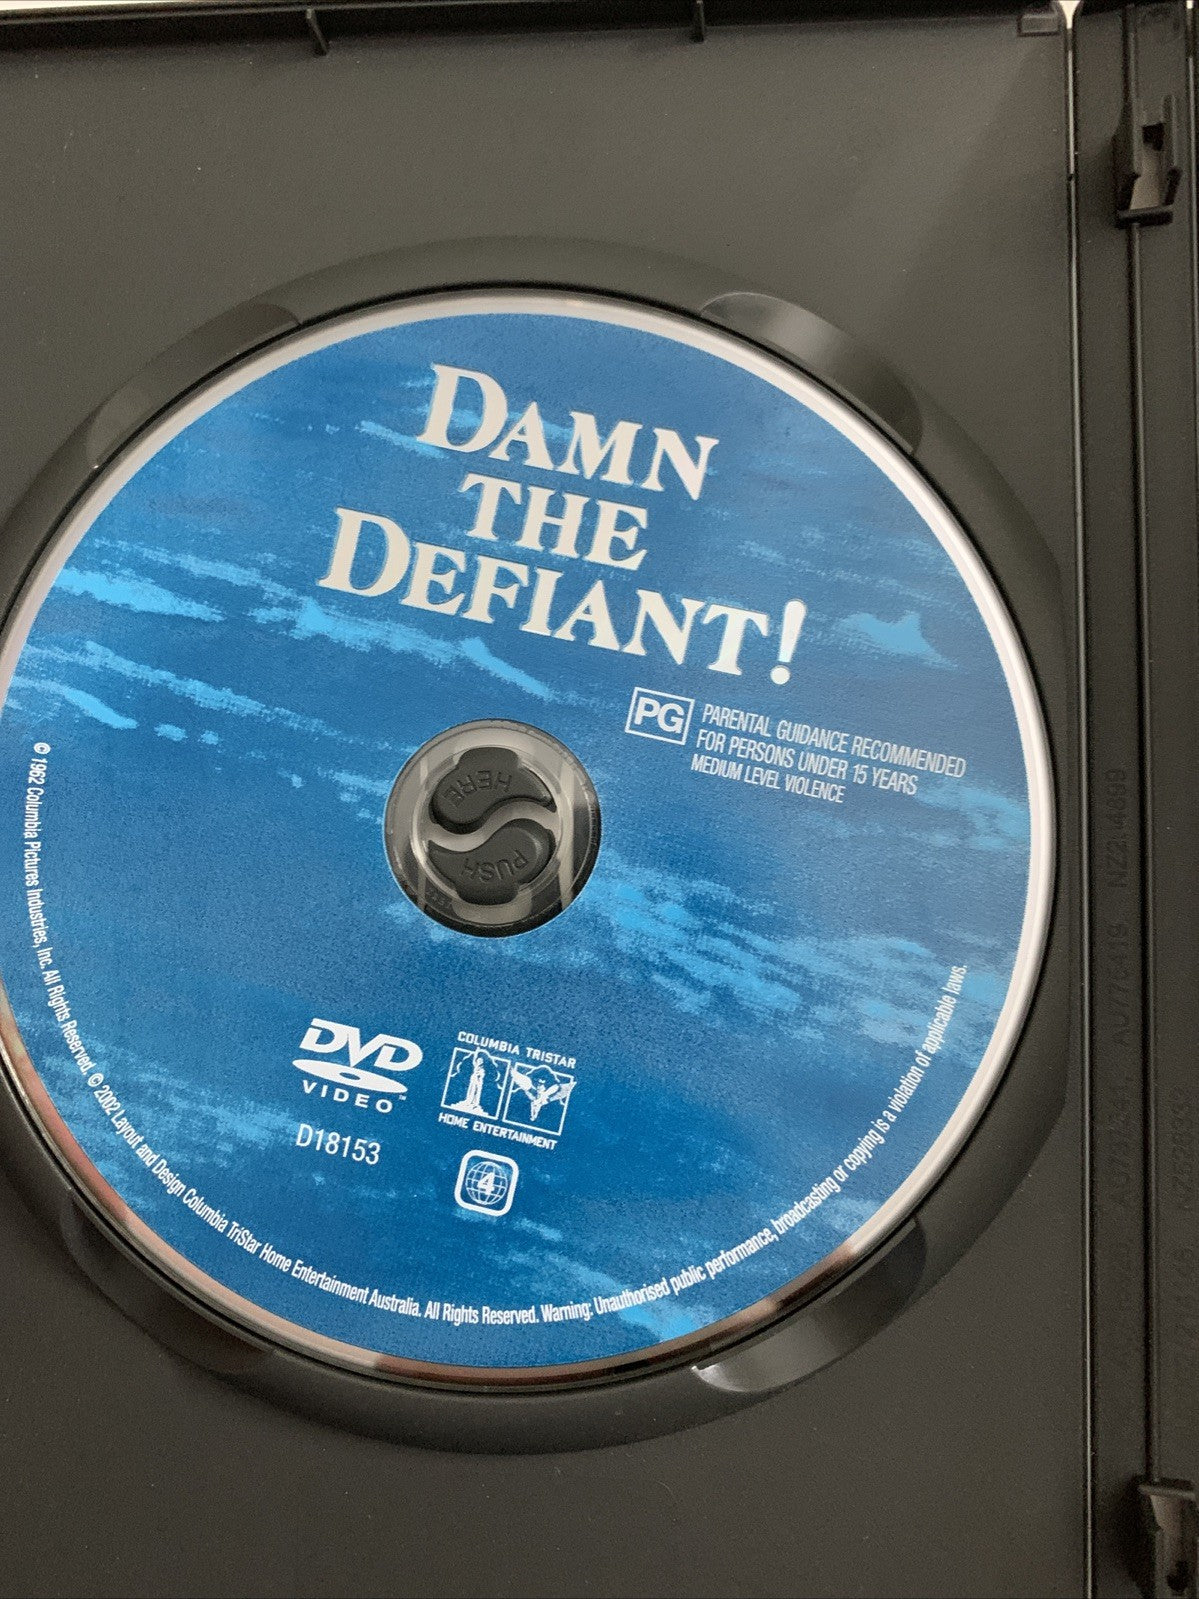 DAMN
THE
DEFIANT!
PG
PARENTAL GUIDANCE RECOMMENDED
FOR PERSONS UNDER 15 YEARS
MEDIUM LEVEL VIOLENCE
HERE
PUSH
DVD
VIDEO™
D18153
COLUMBIA TRISTAR
HOME ENTERTAINMENT
4
© 1962 Columbia Pictures Industries, Inc. All Rights Reserved. © 2002 Layout and Design Columbia TriStar Home Entertainment Australia. All Rights Reserved. Warning: Unauthorised public performance, broadcasting or copying is a violation of applicable laws.